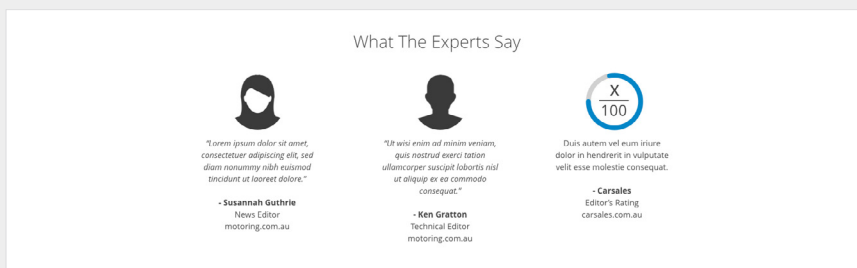 What The Experts Say
"Lorem ipsum dolor sit amet,
consectetuer adipiscing elit, sed
diam nonummy nibh euismod
tincidunt ut laoreet dolore."
- Susannah Guthrie
News Editor
motoring.com.au
"Ut wisi enim ad minim veniam,
quis nostrud exerci tation
ullamcorper suscipit lobortis nisl
ut aliquip ex ea commodo
consequat."
- Ken Gratton
Technical Editor
motoring.com.au
X
100
Duis autem vel eum iriure
dolor in hendrerit in vulputate
velit esse molestie consequat.
- Carsales
Editor's Rating
carsales.com.au